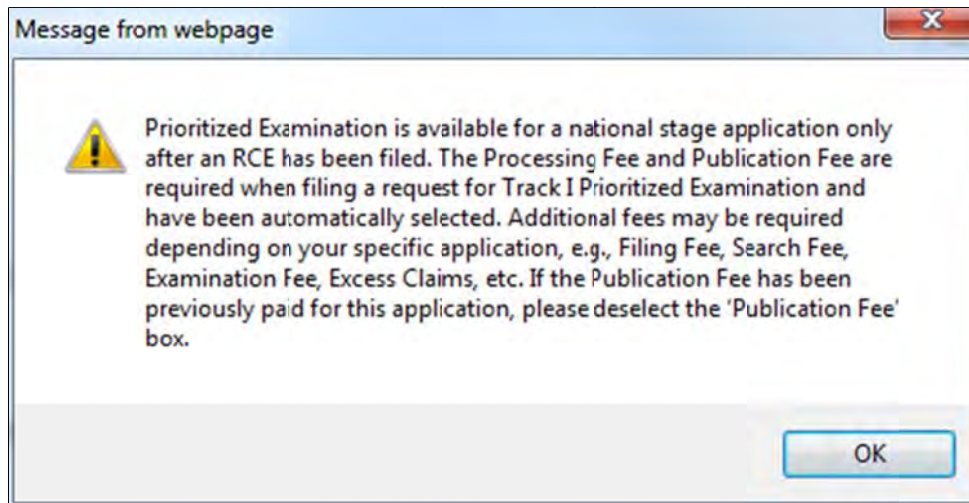 Message from webpage
Prioritized Examination is available for a national stage application only
after an RCE has been filed. The Processing Fee and Publication Fee are
required when filing a request for Track I Prioritized Examination and
have been automatically selected. Additional fees may be required
depending on your specific application, e.g., Filing Fee, Search Fee,
Examination Fee, Excess Claims, etc. If the Publication Fee has been
previously paid for this application, please deselect the 'Publication Fee'
box.
OK